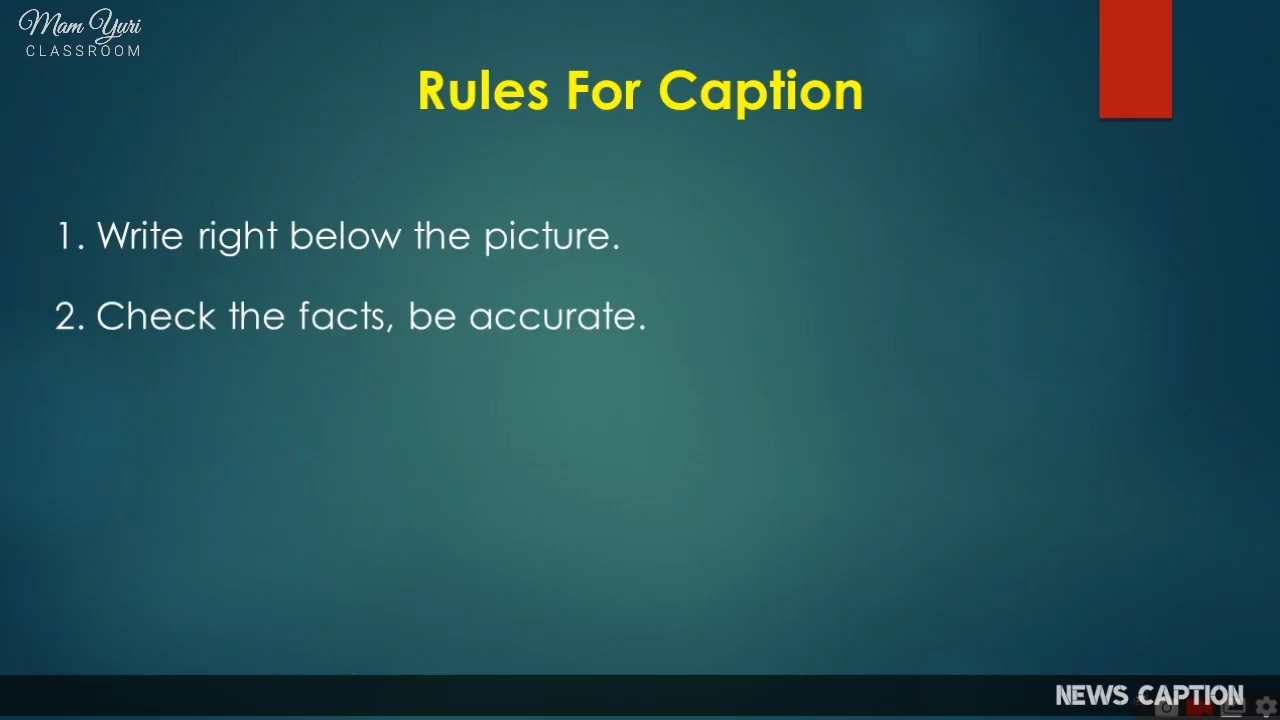 Mam Yuri
CLASSROOM
Rules For Caption
1. Write right below the picture.
2. Check the facts, be accurate.
NEWS CAPTION